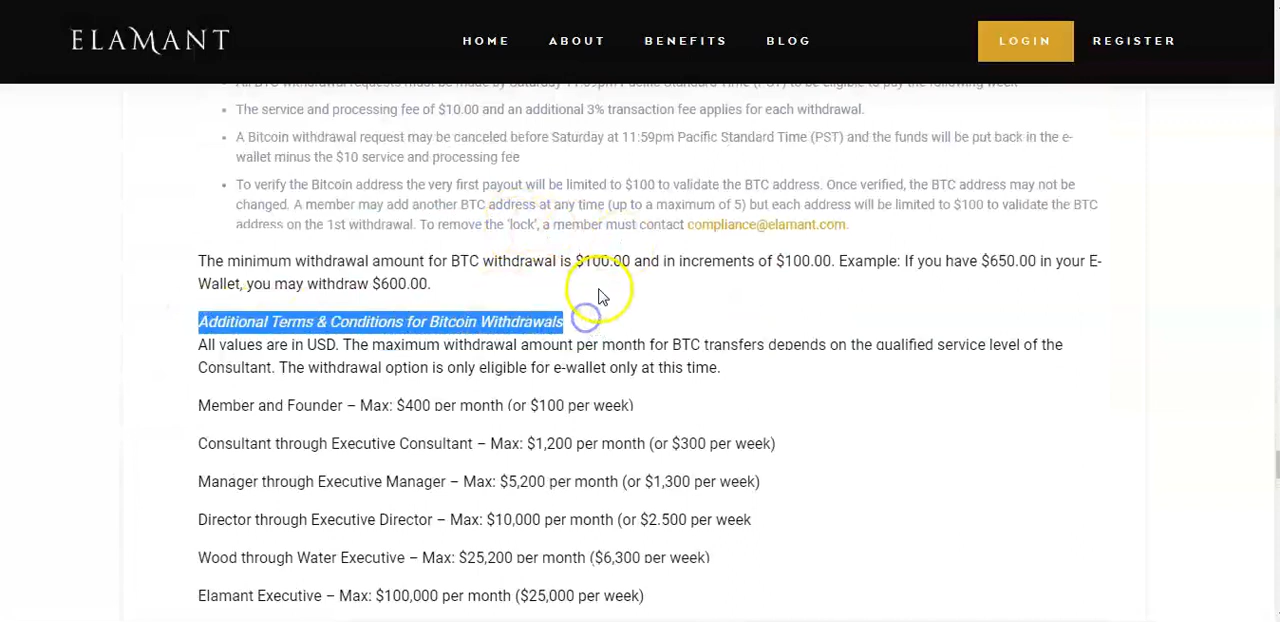 ELAMANT
HOME ABOUT BENEFITS BLOG LOGIN REGISTER
All BTC withdrawal requests must be made by Saturday 11:59pm Pacific Standard Time (PST) to be eligible to pay the following week
The service and processing fee of $10.00 and an additional 3% transaction fee applies for each withdrawal.
A Bitcoin withdrawal request may be canceled before Saturday at 11:59pm Pacific Standard Time (PST) and the funds will be put back in the e-
wallet minus the $10 service and processing fee
To verify the Bitcoin address the very first payout will be limited to $100 to validate the BTC address. Once verified, the BTC address may not be
changed. A member may add another BTC address at any time (up to a maximum of 5) but each address will be limited to $100 to validate the BTC
address on the 1st withdrawal. To remove the 'lock', a member must contact compliance@elamant.com.
The minimum withdrawal amount for BTC withdrawal is $100.00 and in increments of $100.00. Example: If you have $650.00 in your E-
Wallet, you may withdraw $600.00.
Additional Terms & Conditions for Bitcoin Withdrawals
All values are in USD. The maximum withdrawal amount per month for BTC transfers depends on the qualified service level of the
Consultant. The withdrawal option is only eligible for e-wallet only at this time.
Member and Founder – Max: $400 per month (or $100 per week)
Consultant through Executive Consultant – Max: $1,200 per month (or $300 per week)
Manager through Executive Manager – Max: $5,200 per month (or $1,300 per week)
Director through Executive Director – Max: $10,000 per month (or $2.500 per week
Wood through Water Executive – Max: $25,200 per month ($6,300 per week)
Elamant Executive – Max: $100,000 per month ($25,000 per week)